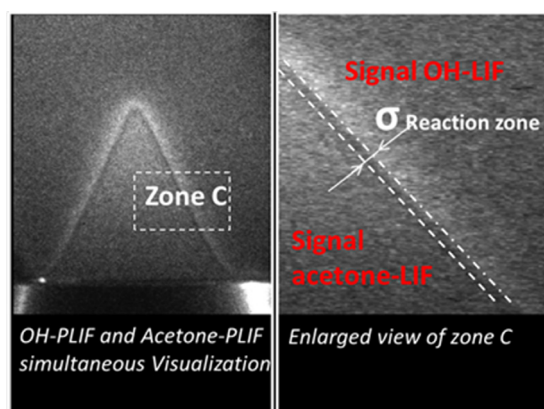 Zone C
OH-PLIF and Acetone-PLIF
simultaneous Visualization
Signal OH-LIF
σ Reaction zone
Signal
acetone-LIF
Enlarged view of zone C